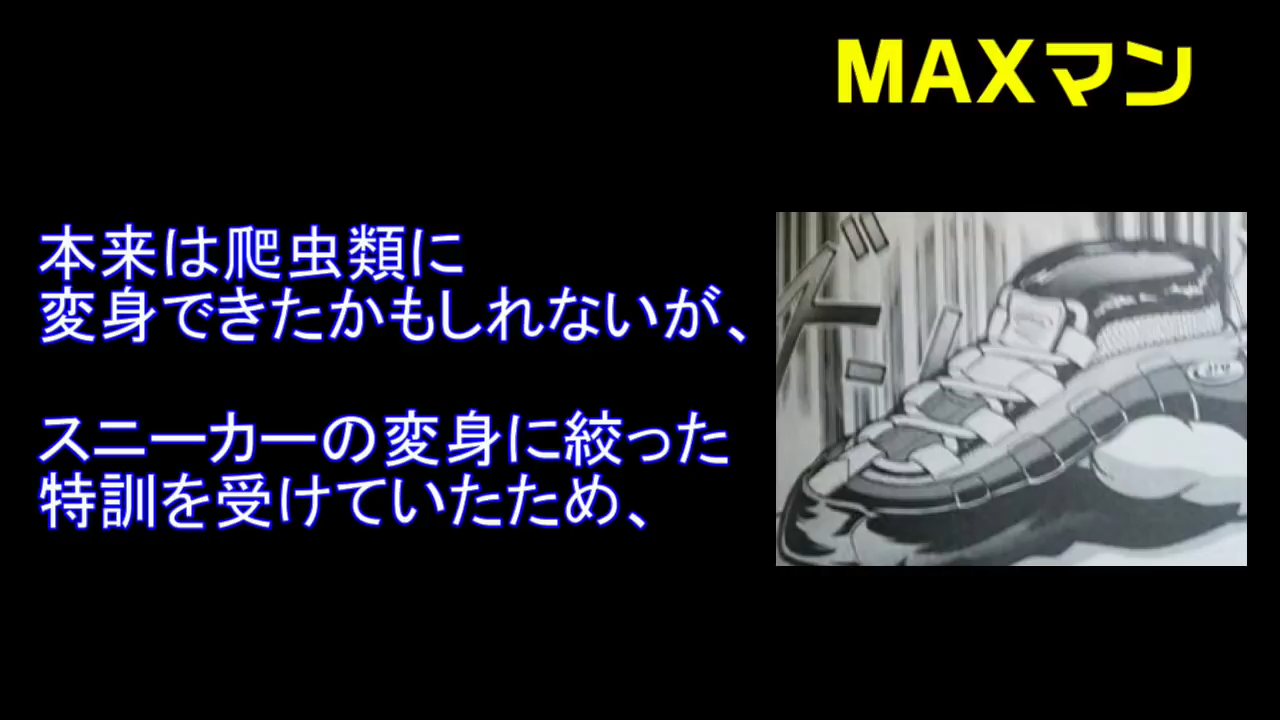 MAXマン
本来は爬虫類に
変身できたかもしれないが、
スニーカーの変身に絞った
特訓を受けていたため、